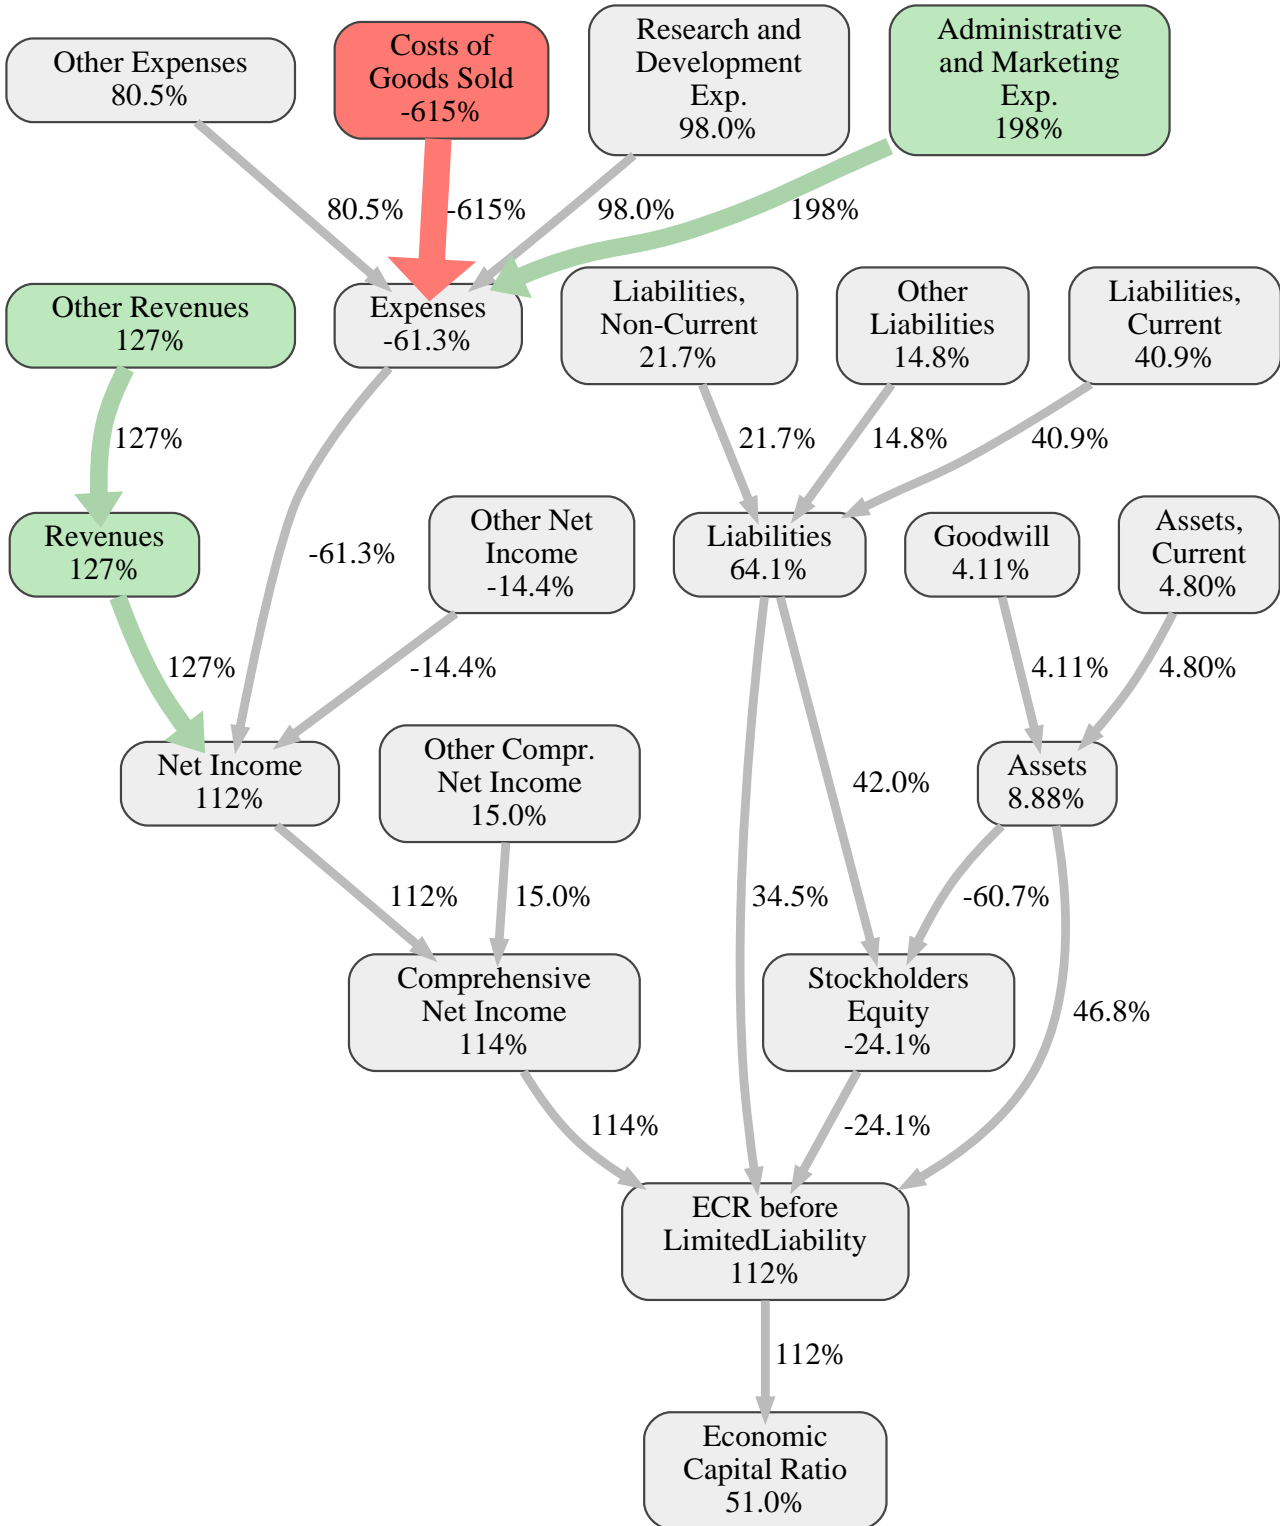 Other Expenses
80.5%
Costs of
Goods Sold
-615%
Research and
Development
Exp.
98.0%
Administrative
and Marketing
Exp.
198%
80.5%
-615%
98.0%
198%
Other Revenues
127%
Expenses
-61.3%
Liabilities,
Non-Current
21.7%
Other
Liabilities
14.8%
Liabilities,
Current
40.9%
127%
21.7%
14.8%
40.9%
Revenues
127%
-61.3%
Other Net
Income
-14.4%
Liabilities
64.1%
Goodwill
4.11%
Assets,
Current
4.80%
127%
-14.4%
4.11%
4.80%
Net Income
112%
Other Compr.
Net Income
15.0%
42.0%
Assets
8.88%
112%
15.0%
34.5%
-60.7%
Comprehensive
Net Income
114%
Stockholders
Equity
-24.1%
46.8%
114%
-24.1%
ECR before
LimitedLiability
112%
112%
Economic
Capital Ratio
51.0%